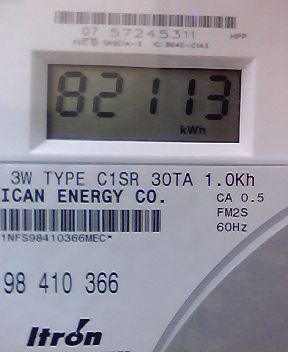 07 57245311 HPP
82113
kWh
3W TYPE C1SR 30TA 1.0Kh
ICAN ENERGY CO.
CA 0.5
FM2S
60Hz
1NFS98410366MEC*
98 410 366
Itron